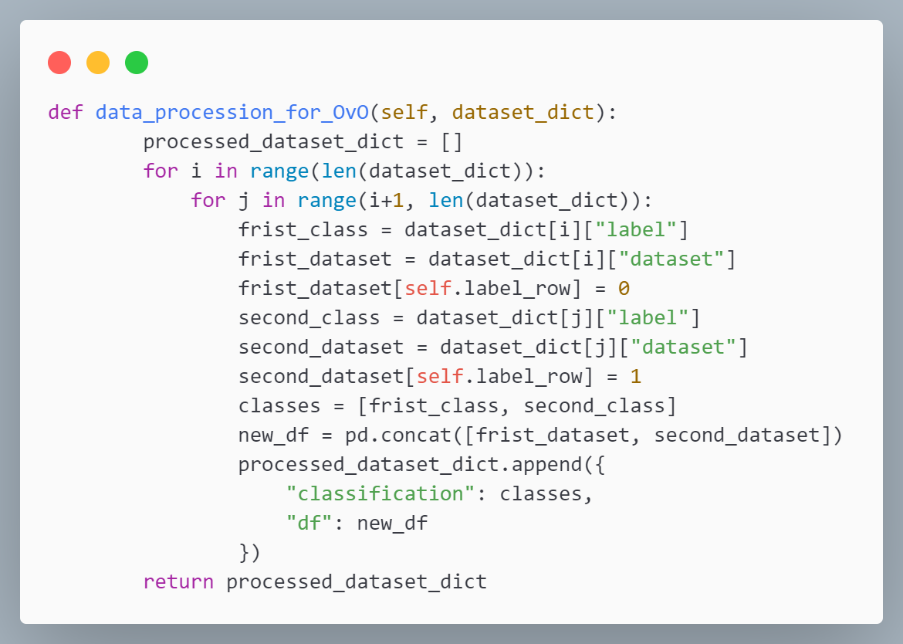 def data_procession_for_OvO(self, dataset_dict):
        processed_dataset_dict = []
        for i in range(len(dataset_dict)):
            for j in range(i+1, len(dataset_dict)):
                frist_class = dataset_dict[i]["label"]
                frist_dataset = dataset_dict[i]["dataset"]
                frist_dataset[self.label_row] = 0
                second_class = dataset_dict[j]["label"]
                second_dataset = dataset_dict[j]["dataset"]
                second_dataset[self.label_row] = 1
                classes = [frist_class, second_class]
                new_df = pd.concat([frist_dataset, second_dataset])
                processed_dataset_dict.append({
                    "classification": classes,
                    "df": new_df
                })
        return processed_dataset_dict